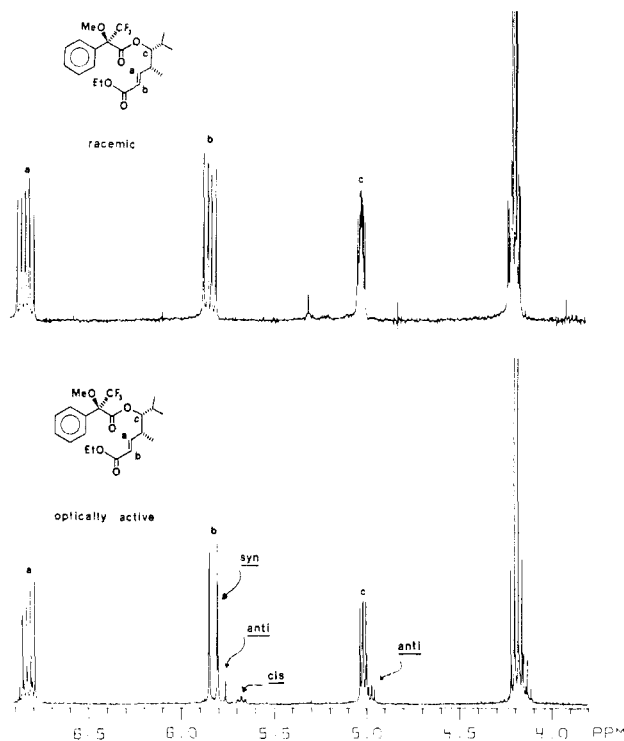 MeO CF₃
O
O
c
a
b
EtO
O
racemic
a
b
c
MeO CF₃
O
O
c
a
b
EtO
O
optically active
a
b
syn
anti
cis
c
anti
6.5 6.0 5.5 5.0 4.5 4.0 PPM